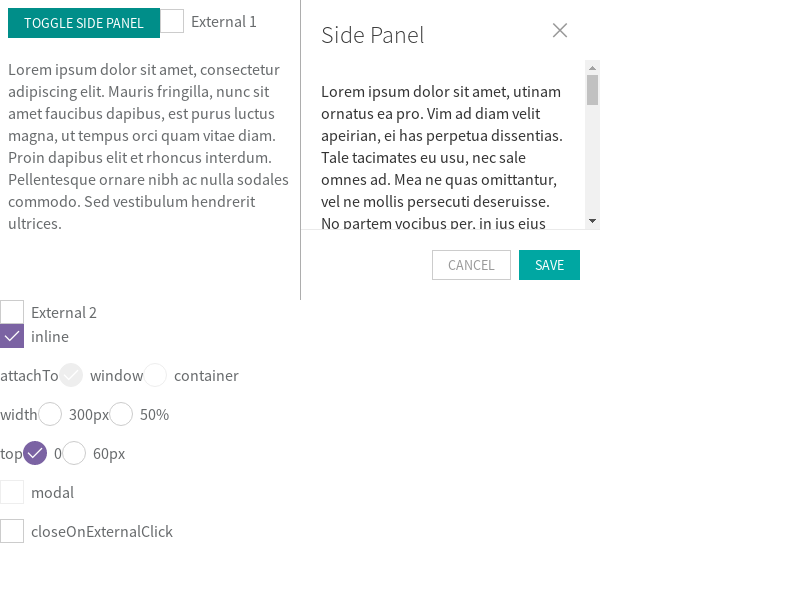 TOGGLE SIDE PANEL
External 1
Lorem ipsum dolor sit amet, consectetur
adipiscing elit. Mauris fringilla, nunc sit
amet faucibus dapibus, est purus luctus
magna, ut tempus orci quam vitae diam.
Proin dapibus elit et rhoncus interdum.
Pellentesque ornare nibh ac nulla sodales
commodo. Sed vestibulum hendrerit
ultrices.
Side Panel
Lorem ipsum dolor sit amet, utinam
ornatus ea pro. Vim ad diam velit
apeirian, ei has perpetua dissentias.
Tale tacimates eu usu, nec sale
omnes ad. Mea ne quas omittantur,
vel ne mollis persecuti deseruisse.
No partem vocibus per, in ius eius
CANCEL
SAVE
External 2
inline
attachTo window container
width 300px 50%
top 0 60px
modal
closeOnExternalClick